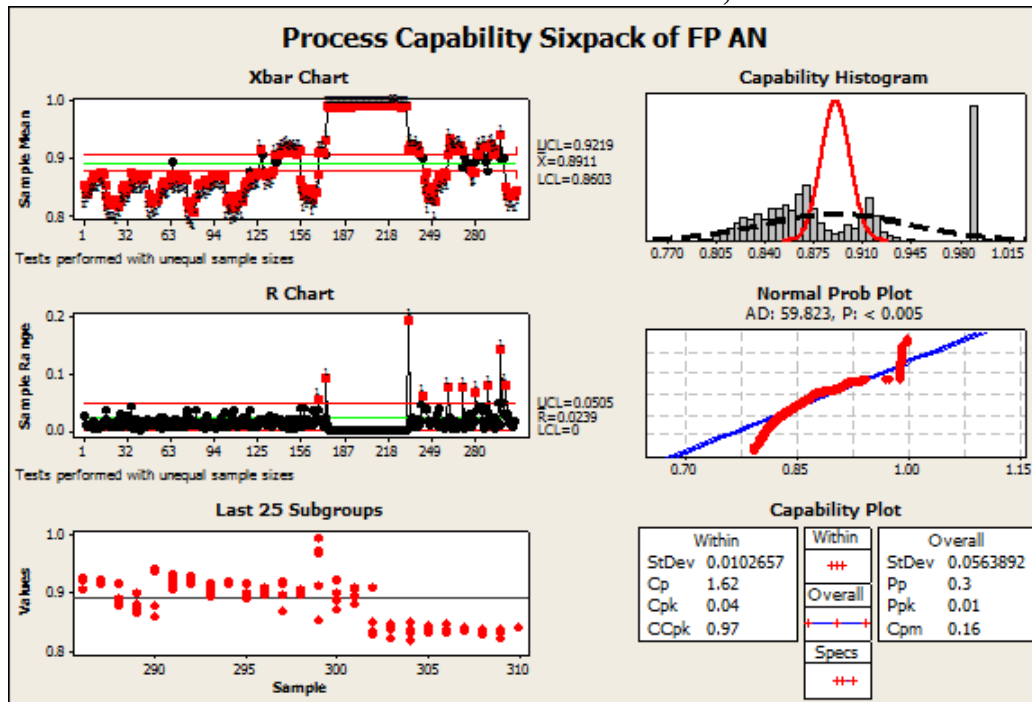 Process Capability Sixpack of FP AN
Xbar Chart
Sample Mean
1.0
0.9
0.8
UCL=0.9219
X=0.8911
LCL=0.8603
1 32 63 94 125 156 187 218 249 280
Tests performed with unequal sample sizes
Capability Histogram
0.770 0.805 0.840 0.875 0.910 0.945 0.980 1.015
R Chart
Sample Range
0.2
0.1
0.0
UCL=0.0505
R=0.0239
LCL=0
1 32 63 94 125 156 187 218 249 280
Tests performed with unequal sample sizes
Normal Prob Plot
AD: 59.823, P: < 0.005
0.70 0.85 1.00 1.15
Last 25 Subgroups
Values
1.0
0.9
0.8
290 295 300 305 310
Sample
Capability Plot
Within
StDev 0.0102657
Cp 1.62
Cpk 0.04
CCpk 0.97
Within
Overall
Specs
Overall
StDev 0.0563892
Pp 0.3
Ppk 0.01
Cpm 0.16